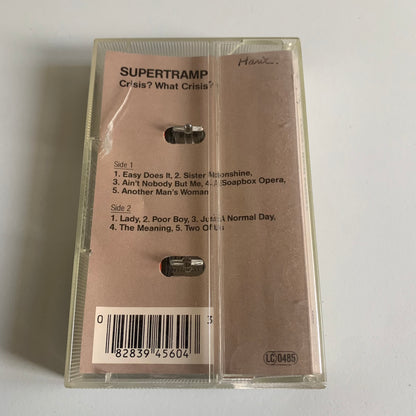 SUPERTRAMP
Crisis? What Crisis?
Side 1
1. Easy Does It, 2. Sister Moonshine,
3. Ain't Nobody But Me, 4. A Soapbox Opera,
5. Another Man's Woman
Side 2
1. Lady, 2. Poor Boy, 3. Just A Normal Day,
4. The Meaning, 5. Two Of Us
0 82839 45604 3
LC 0485